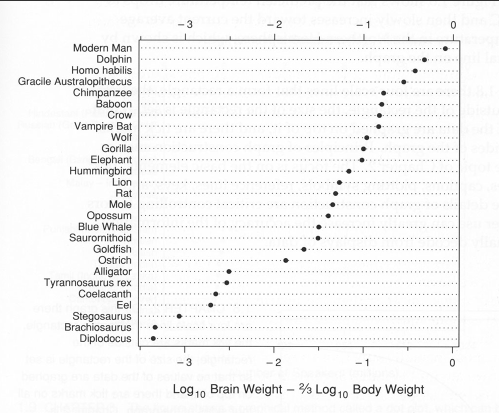 −3 −2 −1 0
Modern Man
Dolphin
Homo habilis
Gracile Australopithecus
Chimpanzee
Baboon
Crow
Vampire Bat
Wolf
Gorilla
Elephant
Hummingbird
Lion
Rat
Mole
Opossum
Blue Whale
Saurornithoid
Goldfish
Ostrich
Alligator
Tyrannosaurus rex
Coelacanth
Eel
Stegosaurus
Brachiosaurus
Diplodocus
−3 −2 −1 0
Log₁₀ Brain Weight − ⅔ Log₁₀ Body Weight